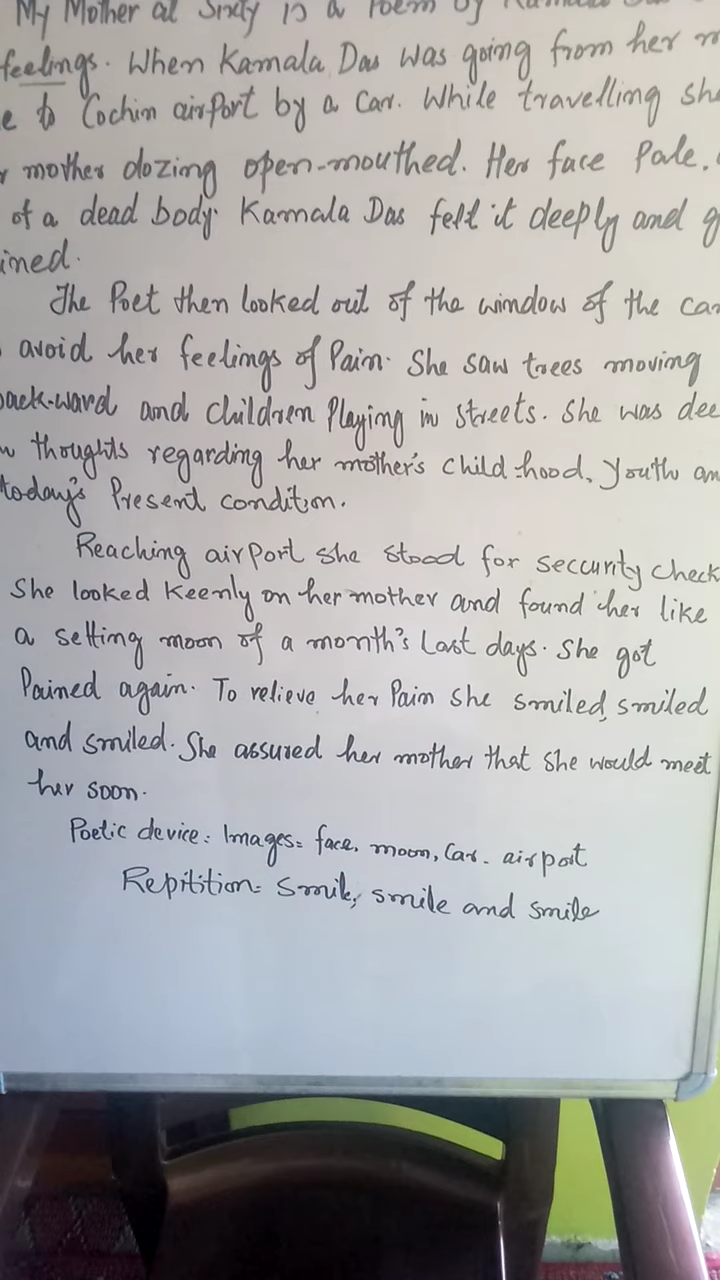 My Mother at Sixty is a Poem by Kamala Das
feelings. When Kamala Das was going from her m
e to Cochin airport by a car. While travelling she
r mother dozing open-mouthed. Her face Pale.
of a dead body. Kamala Das felt it deeply and g
ined.
The Poet then looked out of the window of the car
avoid her feelings of Pain. She saw trees moving
back-ward and children Playing in streets. She was dee
n thoughts regarding her mother's child-hood, youth an
today's Present condition.
Reaching airport she stood for seccurity check
She looked keenly on her mother and found her like
a setting moon of a month's last days. She got
Pained again. To relieve her Pain she smiled, smiled
and smiled. She assured her mother that she would meet
her soon.
Poetic device: Images= face, moon, Car. airport
Repitition= Smile, smile and smile